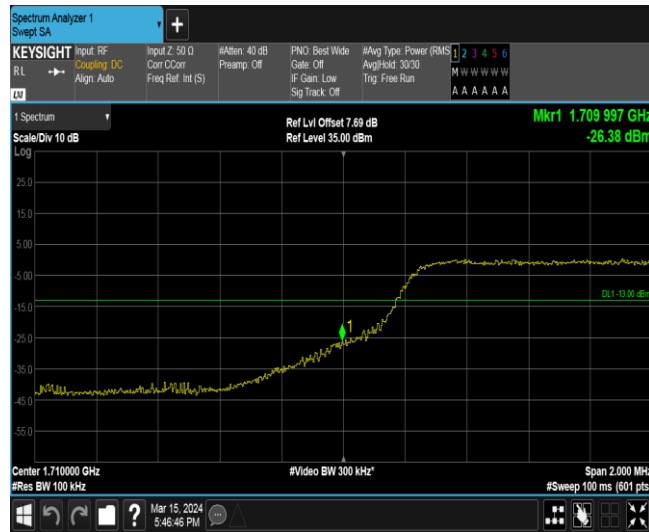 Spectrum Analyzer 1
Swept SA
KEYSIGHT
RL
LXI
Input: RF
Coupling: DC
Align: Auto
Input Z: 50 Ω
Corr CCorr
Freq Ref: Int (S)
#Atten: 40 dB
Preamp: Off
PNO: Best Wide
Gate: Off
IF Gain: Low
Sig Track: Off
#Avg Type: Power (RMS
Avg|Hold: 30/30
Trig: Free Run
1 2 3 4 5 6
M W W W W W
A A A A A A
1 Spectrum
Scale/Div 10 dB
Log
Ref Lvl Offset 7.69 dB
Ref Level 35.00 dBm
Mkr1 1.709 997 GHz
-26.38 dBm
25.0
15.0
5.00
-5.00
-15.0
-25.0
-35.0
-45.0
-55.0
DL1 -13.00 dBm
1
Center 1.710000 GHz
#Res BW 100 kHz
#Video BW 300 kHz*
Span 2.000 MHz
#Sweep 100 ms (601 pts
?
Mar 15, 2024
5:46:46 PM